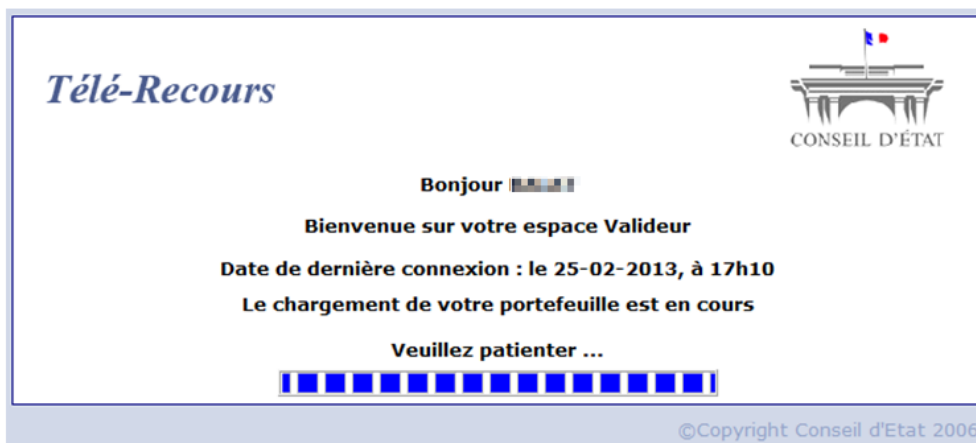 Télé-Recours
CONSEIL D'ÉTAT
Bonjour
Bienvenue sur votre espace Valideur
Date de dernière connexion : le 25-02-2013, à 17h10
Le chargement de votre portefeuille est en cours
Veuillez patienter ...
©Copyright Conseil d'Etat 2006